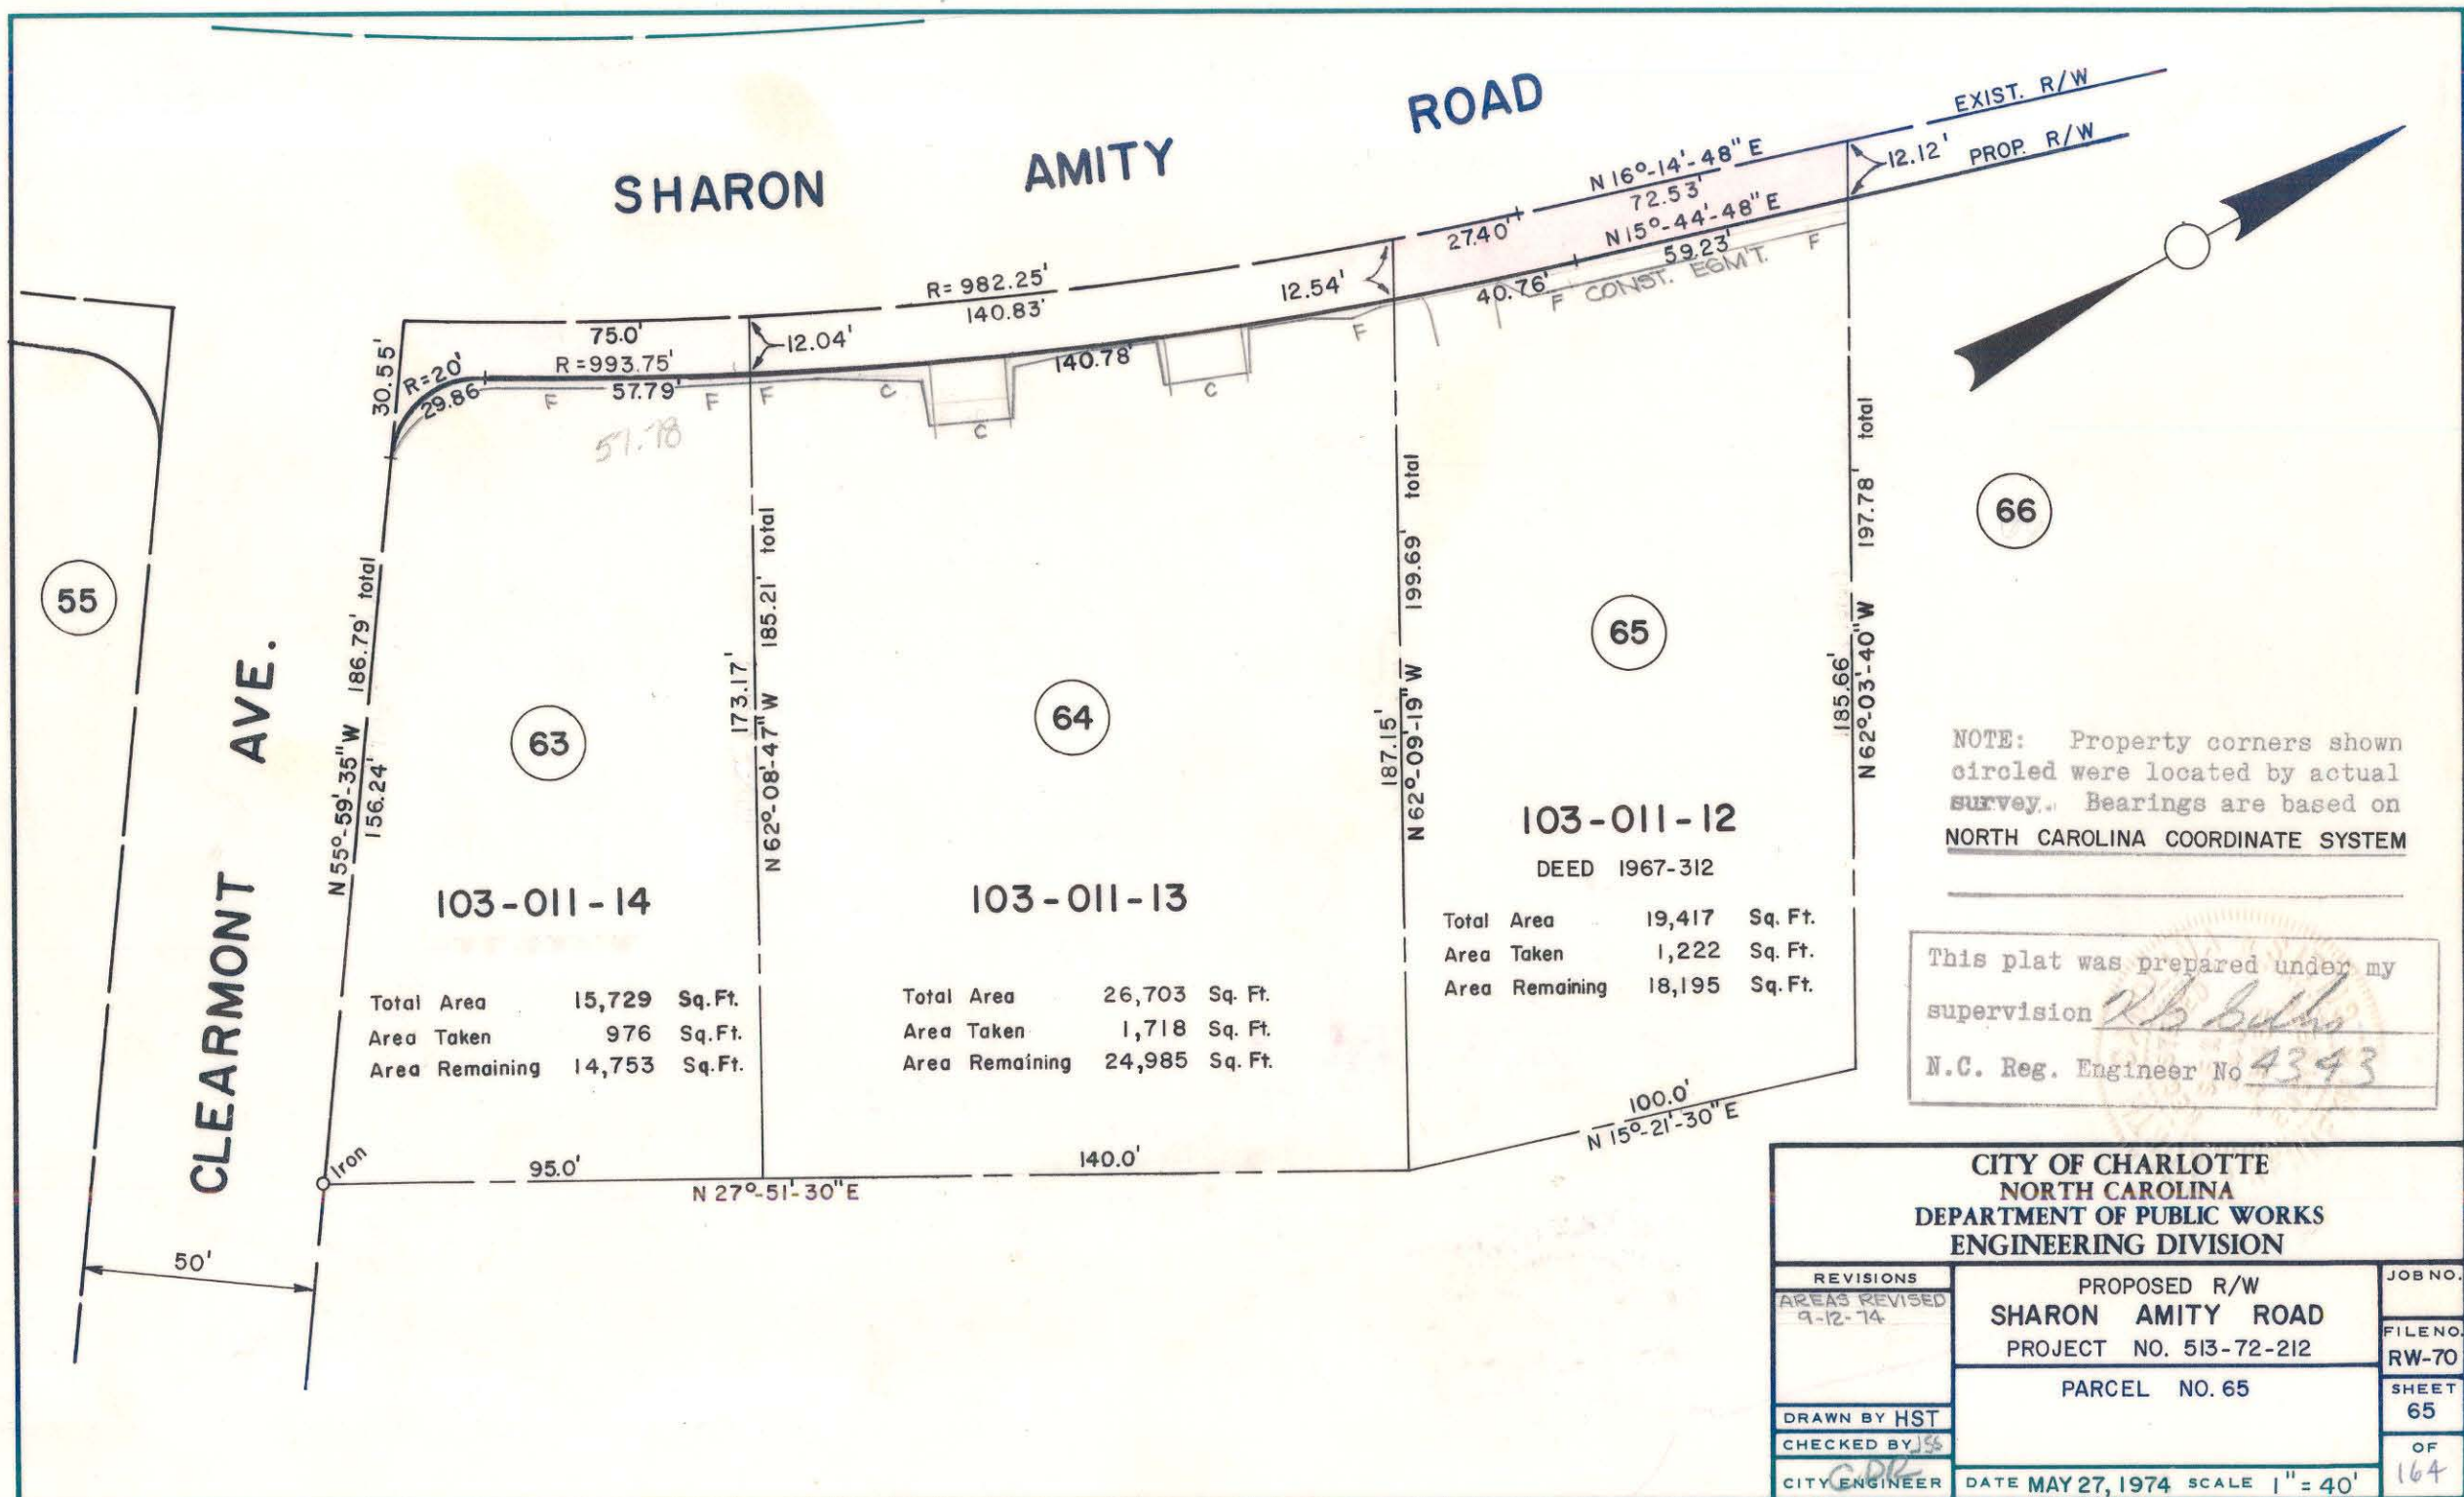 SHARON AMITY ROAD
EXIST. R/W
12.12' PROP. R/W
N 16°-14'-48" E
72.53'
27.40'
N 15°-44'-48" E
59.23'
F
40.76'
F CONST. ESM'T.
12.54'
F
R= 982.25'
140.83'
140.78'
12.04'
75.0'
R=993.75'
57.79'
F F F C C C
57.78
30.55'
R=20'
29.86
55
CLEARMONT AVE.
50'
N 55°-59'-35" W 186.79' total
156.24'
63
103-011-14
Total Area 15,729 Sq.Ft.
Area Taken 976 Sq.Ft.
Area Remaining 14,753 Sq.Ft.
173.17'
N 62°-08'-47" W 185.21' total
64
103-011-13
Total Area 26,703 Sq. Ft.
Area Taken 1,718 Sq. Ft.
Area Remaining 24,985 Sq. Ft.
187.15'
N 62°-09'-19" W 199.69' total
65
103-011-12
DEED 1967-312
Total Area 19,417 Sq. Ft.
Area Taken 1,222 Sq. Ft.
Area Remaining 18,195 Sq. Ft.
185.66'
N 62°-03'-40" W 197.78' total
66
Iron
95.0'
N 27°-51'-30" E
140.0'
100.0'
N 15°-21'-30" E
NOTE: Property corners shown
circled were located by actual
survey. Bearings are based on
NORTH CAROLINA COORDINATE SYSTEM
This plat was prepared under my
supervision
N.C. Reg. Engineer No 4343
CITY OF CHARLOTTE
NORTH CAROLINA
DEPARTMENT OF PUBLIC WORKS
ENGINEERING DIVISION
REVISIONS
AREAS REVISED
9-12-74
DRAWN BY HST
CHECKED BY JSS
CITY ENGINEER CDR
PROPOSED R/W
SHARON AMITY ROAD
PROJECT NO. 513-72-212
PARCEL NO. 65
DATE MAY 27, 1974 SCALE 1" = 40'
JOB NO.
FILE NO.
RW-70
SHEET
65
OF
164